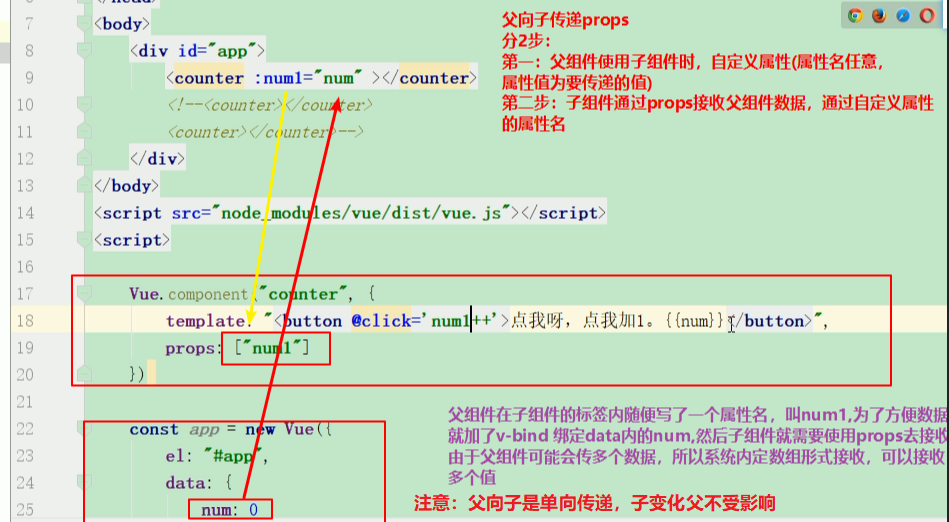 6 </head>
7 <body>
8 <div id="app">
9 <counter :num1="num" ></counter>
10 <!--<counter></counter>
11 <counter></counter>-->
12 </div>
13 </body>
14 <script src="node_modules/vue/dist/vue.js"></script>
15 <script>
16
17 Vue.component("counter", {
18 template: "<button @click='num1++'>点我呀，点我加1。{{num}}</button>",
19 props: ["num1"]
20 })
21
22 const app = new Vue({
23 el: "#app",
24 data: {
25 num: 0
父向子传递props
分2步：
第一：父组件使用子组件时，自定义属性(属性名任意，
属性值为要传递的值)
第二步：子组件通过props接收父组件数据，通过自定义属性
的属性名
父组件在子组件的标签内随便写了一个属性名，叫num1,为了方便数据
就加了v-bind 绑定data内的num,然后子组件就需要使用props去接收
由于父组件可能会传多个数据，所以系统内定数组形式接收，可以接收
多个值
注意：父向子是单向传递，子变化父不受影响